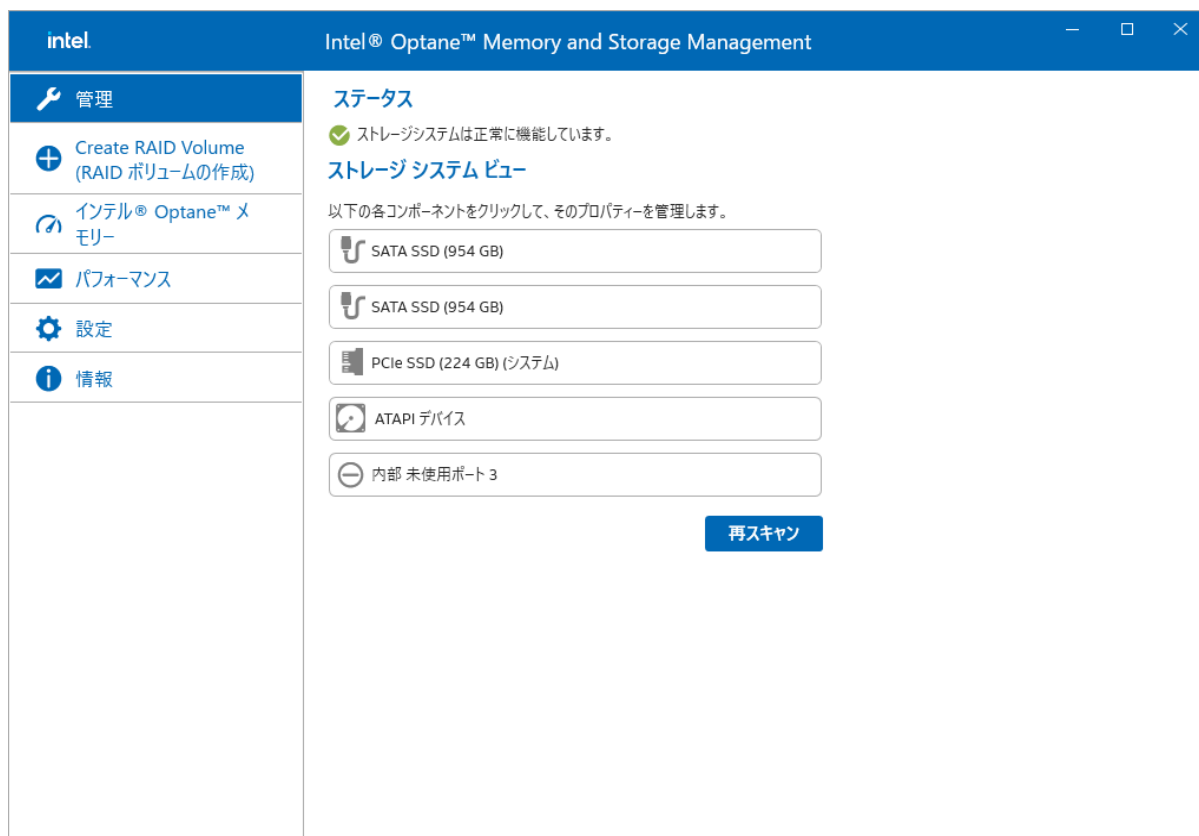 intel.
Intel® Optane™ Memory and Storage Management
管理
Create RAID Volume
(RAID ボリュームの作成)
インテル® Optane™ メ
モリー
パフォーマンス
設定
情報
ステータス
ストレージシステムは正常に機能しています。
ストレージ システム ビュー
以下の各コンポーネントをクリックして、そのプロパティーを管理します。
SATA SSD (954 GB)
SATA SSD (954 GB)
PCIe SSD (224 GB) (システム)
ATAPI デバイス
内部 未使用ポート 3
再スキャン